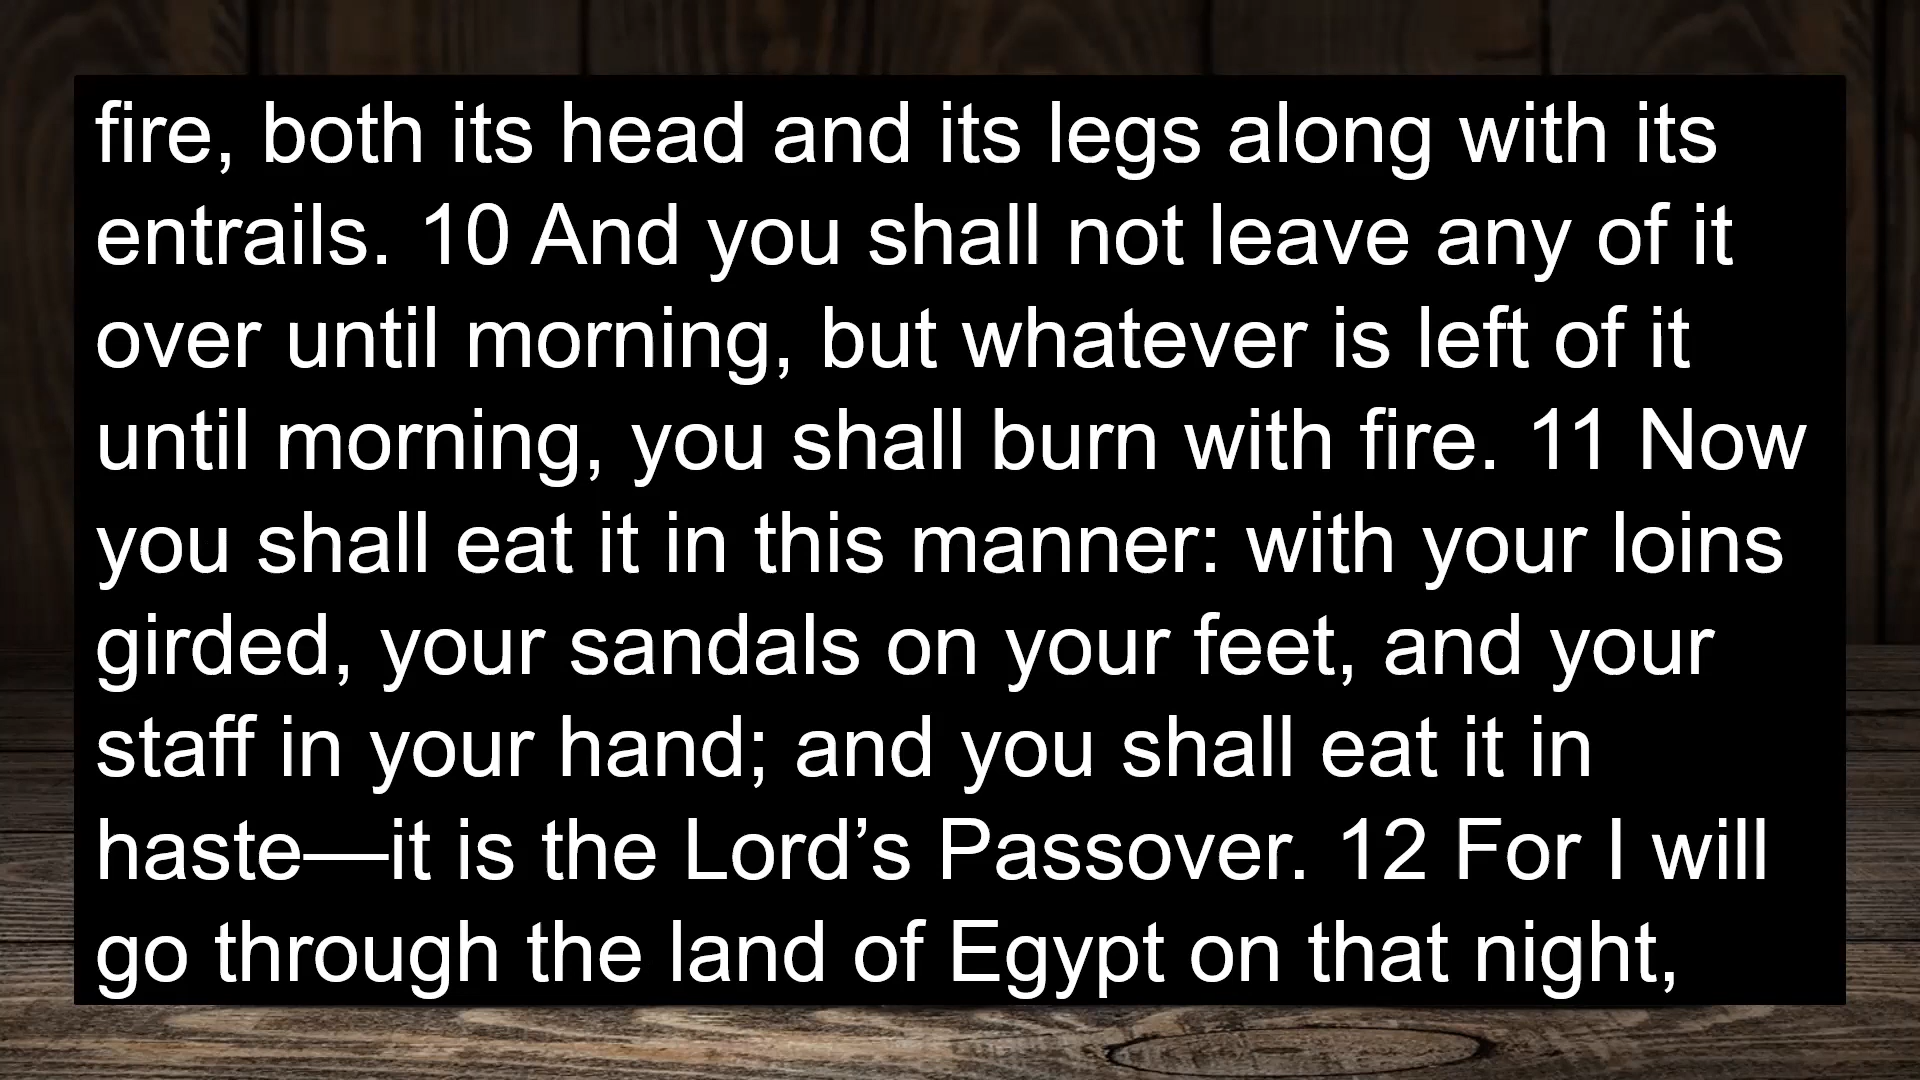 fire, both its head and its legs along with its
entrails. 10 And you shall not leave any of it
over until morning, but whatever is left of it
until morning, you shall burn with fire. 11 Now
you shall eat it in this manner: with your loins
girded, your sandals on your feet, and your
staff in your hand; and you shall eat it in
haste—it is the Lord’s Passover. 12 For I will
go through the land of Egypt on that night,